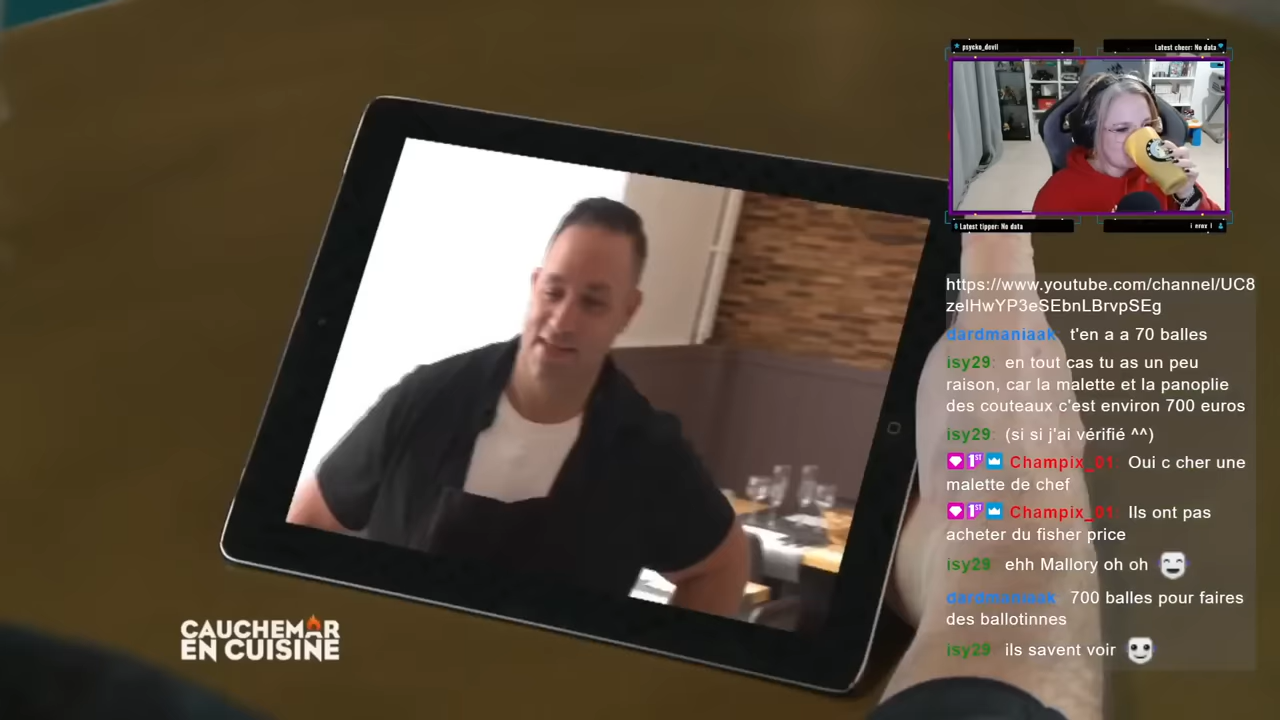 psycko_devil
Latest cheer: No data
Latest tipper: No data
https://www.youtube.com/channel/UC8
zelHwYP3eSEbnLBrvpSEg
dardmaniaak: t'en a a 70 balles
isy29: en tout cas tu as un peu
raison, car la malette et la panoplie
des couteaux c'est environ 700 euros
isy29: (si si j'ai vérifié ^^)
1ST Champix_01: Oui c cher une
malette de chef
1ST Champix_01: Ils ont pas
acheter du fisher price
isy29: ehh Mallory oh oh
dardmaniaak: 700 balles pour faires
des ballotinnes
isy29: ils savent voir
CAUCHEMAR
EN CUISINE